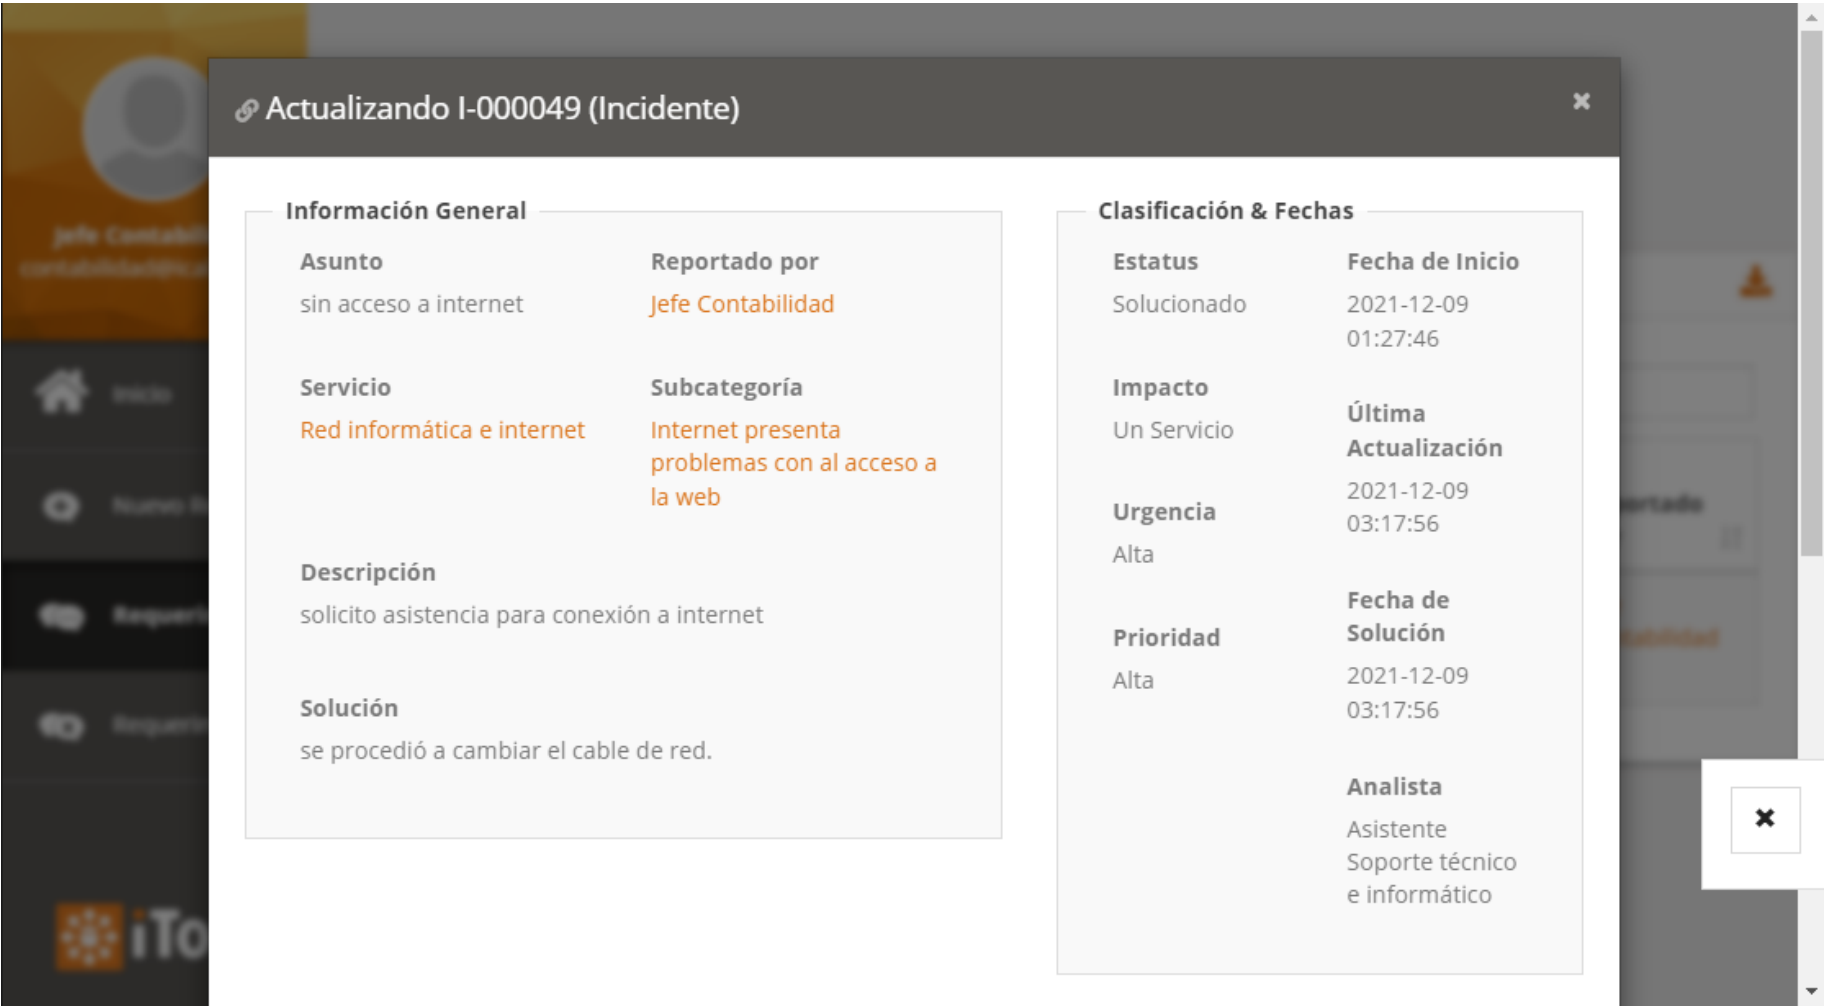 Actualizando I-000049 (Incidente)
Información General
Asunto
sin acceso a internet
Reportado por
Jefe Contabilidad
Servicio
Red informática e internet
Subcategoría
Internet presenta
problemas con al acceso a
la web
Descripción
solicito asistencia para conexión a internet
Solución
se procedió a cambiar el cable de red.
Clasificación & Fechas
Estatus
Solucionado
Impacto
Un Servicio
Urgencia
Alta
Prioridad
Alta
Fecha de Inicio
2021-12-09
01:27:46
Última
Actualización
2021-12-09
03:17:56
Fecha de
Solución
2021-12-09
03:17:56
Analista
Asistente
Soporte técnico
e informático
Inicio
iTo